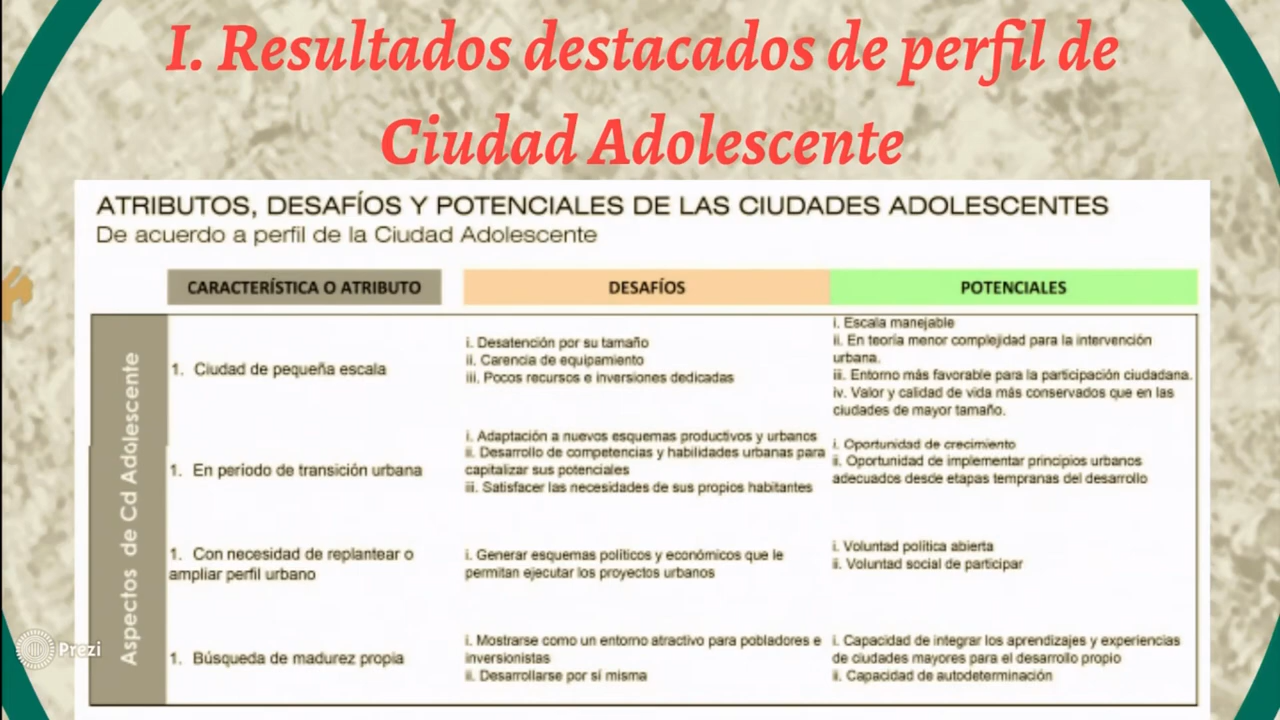 I. Resultados destacados de perfil de
Ciudad Adolescente
ATRIBUTOS, DESAFÍOS Y POTENCIALES DE LAS CIUDADES ADOLESCENTES
De acuerdo a perfil de la Ciudad Adolescente
CARACTERÍSTICA O ATRIBUTO
DESAFÍOS
POTENCIALES
Aspectos de Cd Adolescente
1. Ciudad de pequeña escala
i. Desatención por su tamaño
ii. Carencia de equipamiento
iii. Pocos recursos e inversiones dedicadas
i. Escala manejable
ii. En teoría menor complejidad para la intervención
urbana.
iii. Entorno más favorable para la participación ciudadana.
iv. Valor y calidad de vida más conservados que en las
ciudades de mayor tamaño.
1. En período de transición urbana
i. Adaptación a nuevos esquemas productivos y urbanos
ii. Desarrollo de competencias y habilidades urbanas para
capitalizar sus potenciales
iii. Satisfacer las necesidades de sus propios habitantes
i. Oportunidad de crecimiento
ii. Oportunidad de implementar principios urbanos
adecuados desde etapas tempranas del desarrollo
1. Con necesidad de replantear o
ampliar perfil urbano
i. Generar esquemas políticos y económicos que le
permitan ejecutar los proyectos urbanos
i. Voluntad política abierta
ii. Voluntad social de participar
1. Búsqueda de madurez propia
i. Mostrarse como un entorno atractivo para pobladores e
inversionistas
ii. Desarrollarse por sí misma
i. Capacidad de integrar los aprendizajes y experiencias
de ciudades mayores para el desarrollo propio
ii. Capacidad de autodeterminación
Prezi